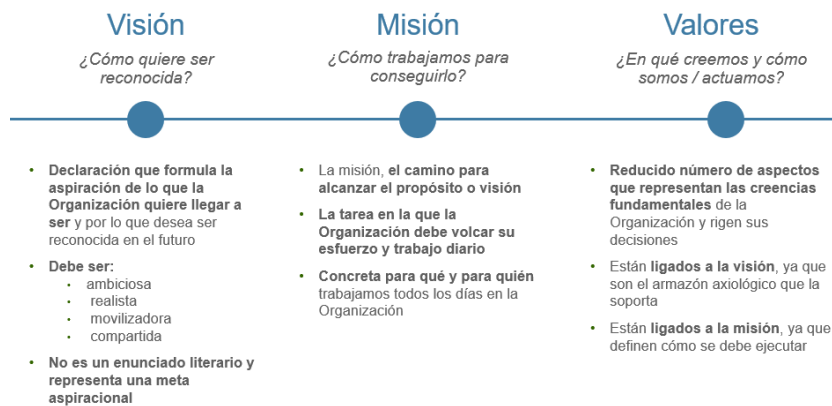 Visión
¿Cómo quiere ser
reconocida?
• Declaración que formula la
aspiración de lo que la
Organización quiere llegar a
ser y por lo que desea ser
reconocida en el futuro
• Debe ser:
• ambiciosa
• realista
• movilizadora
• compartida
• No es un enunciado literario y
representa una meta
aspiracional
Misión
¿Cómo trabajamos para
conseguirlo?
• La misión, el camino para
alcanzar el propósito o visión
• La tarea en la que la
Organización debe volcar su
esfuerzo y trabajo diario
• Concreta para qué y para quién
trabajamos todos los días en la
Organización
Valores
¿En qué creemos y cómo
somos / actuamos?
• Reducido número de aspectos
que representan las creencias
fundamentales de la
Organización y rigen sus
decisiones
• Están ligados a la visión, ya que
son el armazón axiológico que la
soporta
• Están ligados a la misión, ya que
definen cómo se debe ejecutar